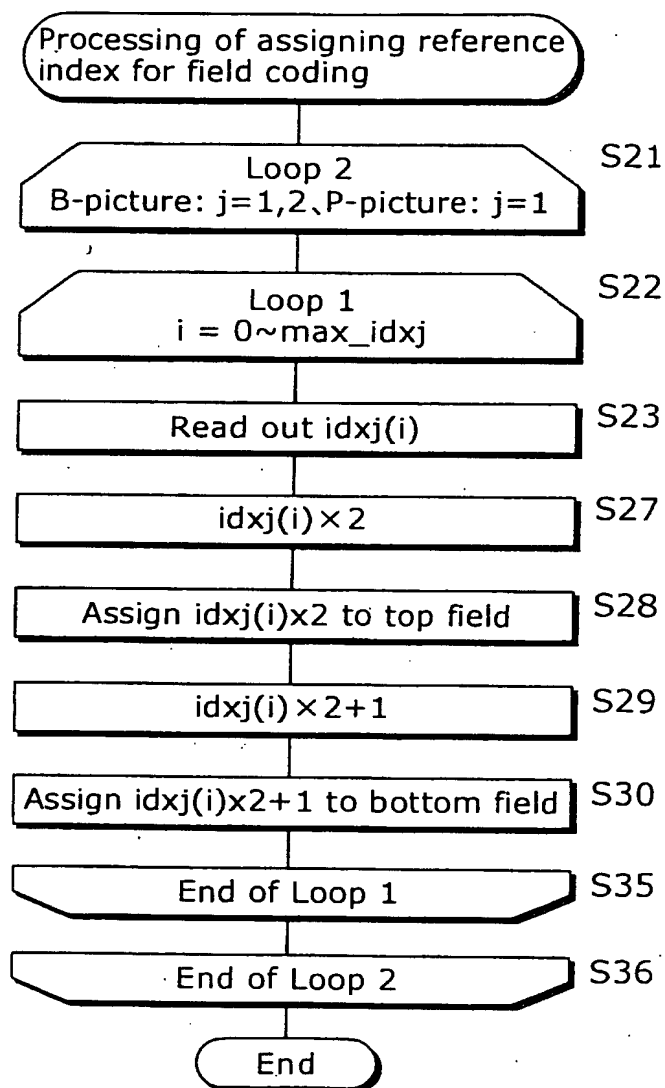 Processing of assigning reference
index for field coding
Loop 2
B-picture: j=1,2、P-picture: j=1
S21
Loop 1
i = 0~max_idxj
S22
Read out idxj(i)
S23
idxj(i)×2
S27
Assign idxj(i)x2 to top field
S28
idxj(i)×2+1
S29
Assign idxj(i)x2+1 to bottom field
S30
End of Loop 1
S35
End of Loop 2
S36
End